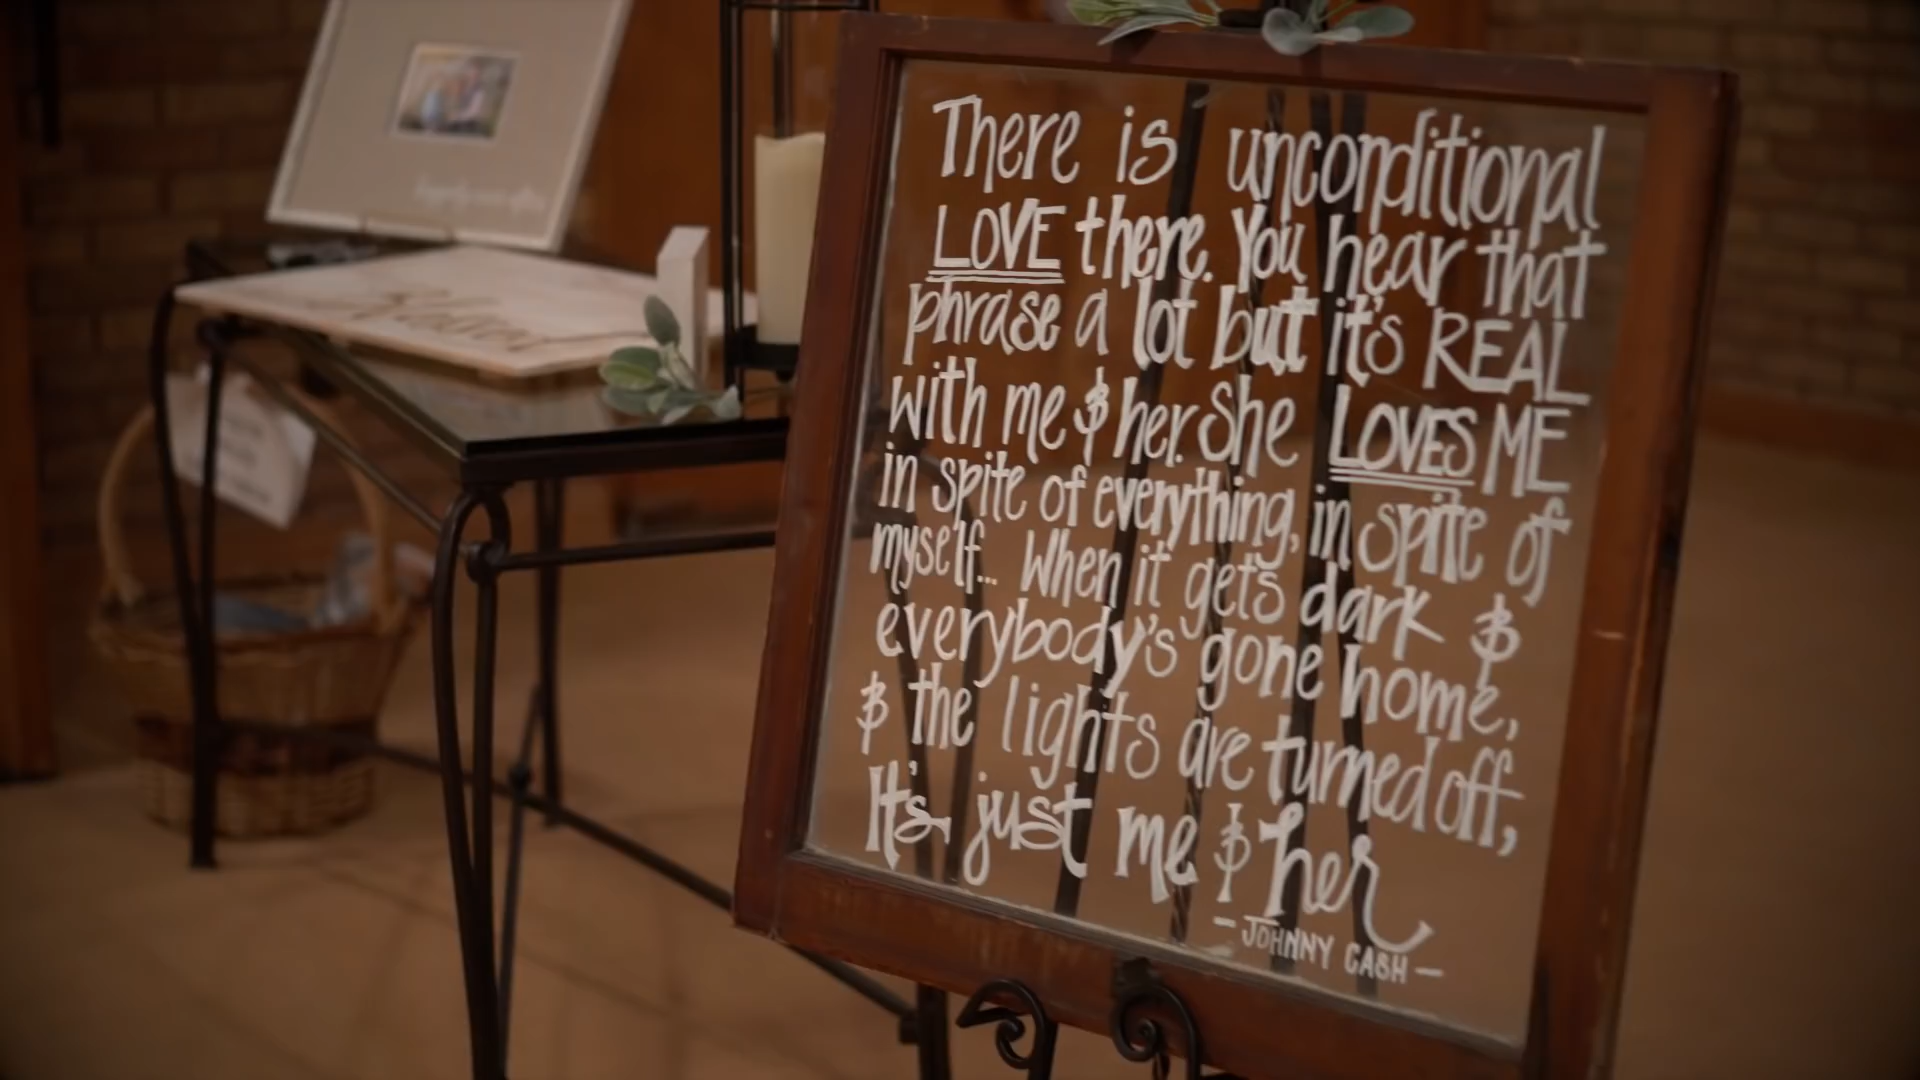 There is unconditional
LOVE there. You hear that
phrase a lot but it's REAL
with me & her. She LOVES ME
in spite of everything, in spite of
myself... When it gets dark &
everybody's gone home,
& the lights are turned off,
It's just me & her
- JOHNNY CASH -